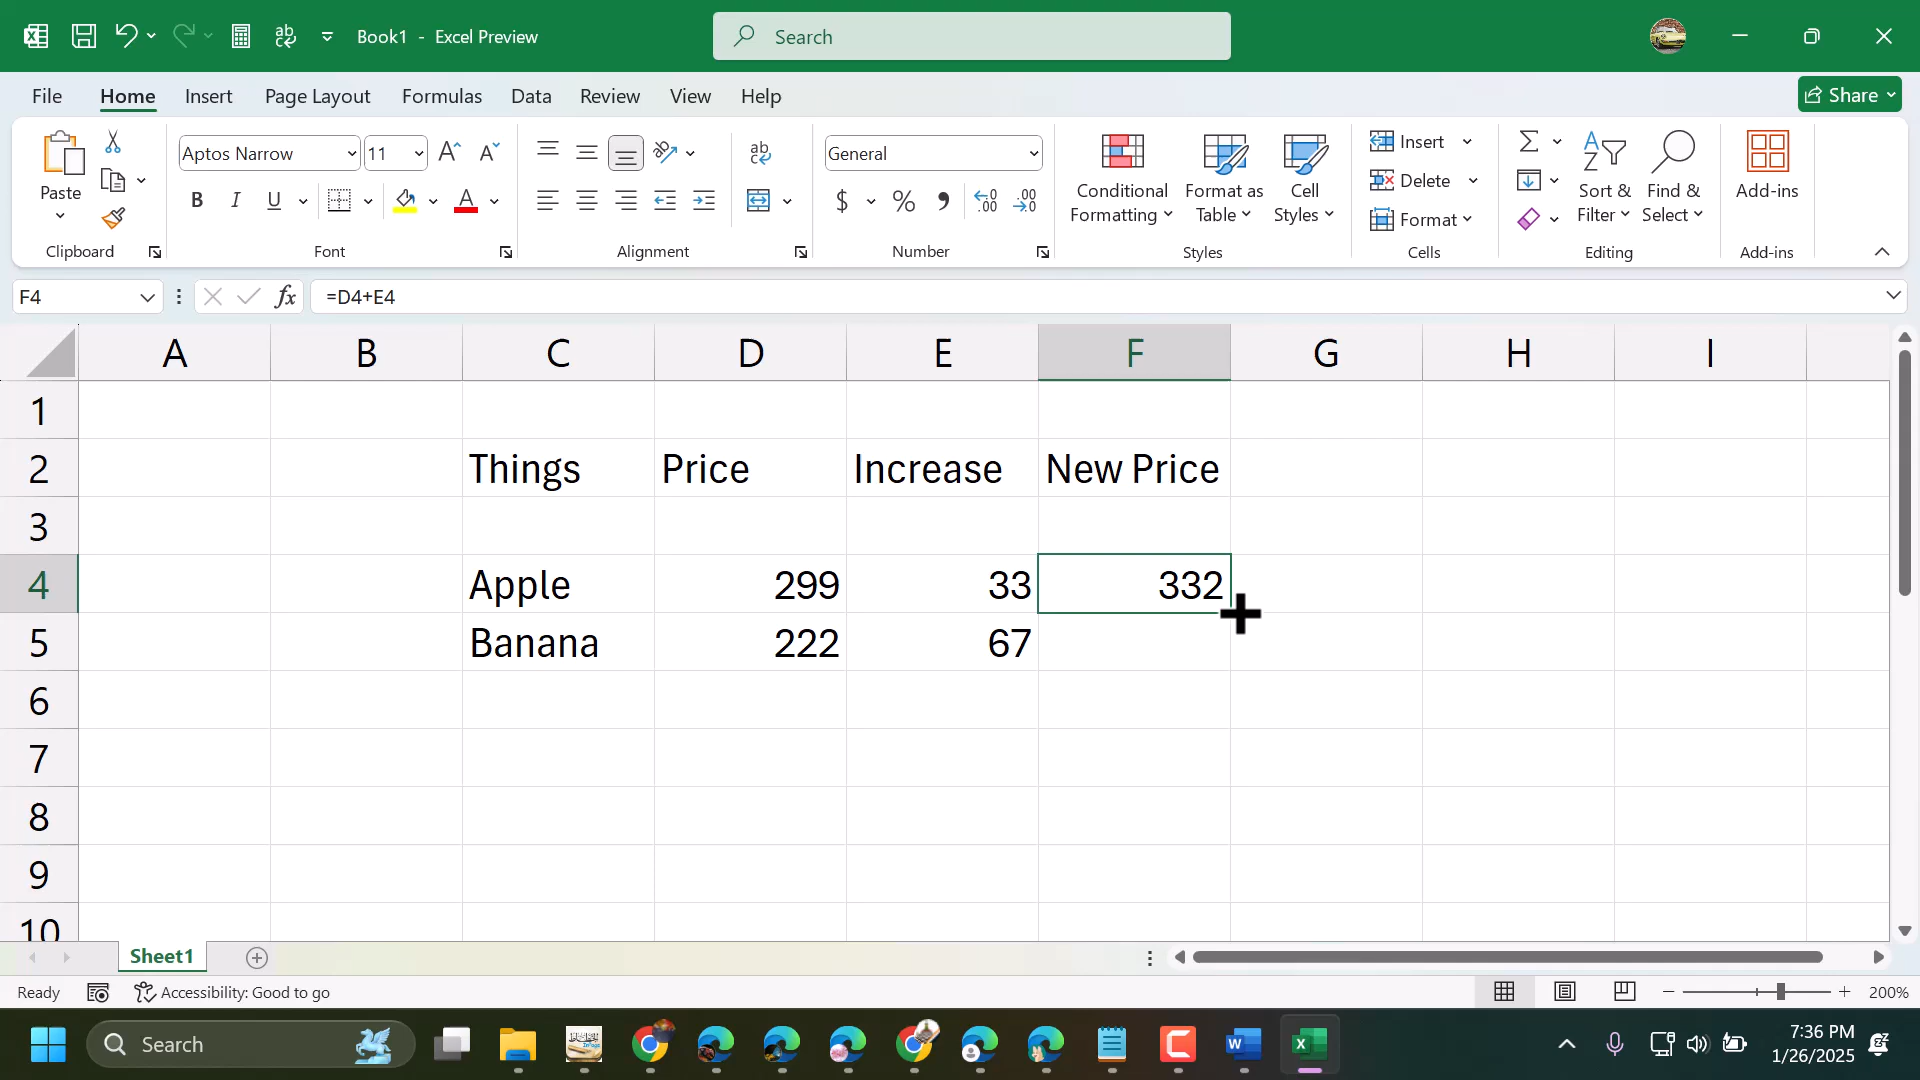 Book1 - Excel Preview
Search
File Home Insert Page Layout Formulas Data Review View Help
Share
Paste
Clipboard
Aptos Narrow 11
B I U A
Font
ab
Alignment
General
$ % ,
Number
Conditional Formatting
Format as Table
Cell Styles
Styles
Insert
Delete
Format
Cells
Sort & Filter
Find & Select
Editing
Add-ins
Add-ins
F4 fx =D4+E4
A B C D E F G H I
1
2 Things Price Increase New Price
3
4 Apple 299 33 332
5 Banana 222 67
6
7
8
9
10
Sheet1
Ready Accessibility: Good to go 200%
Search
7:36 PM
1/26/2025